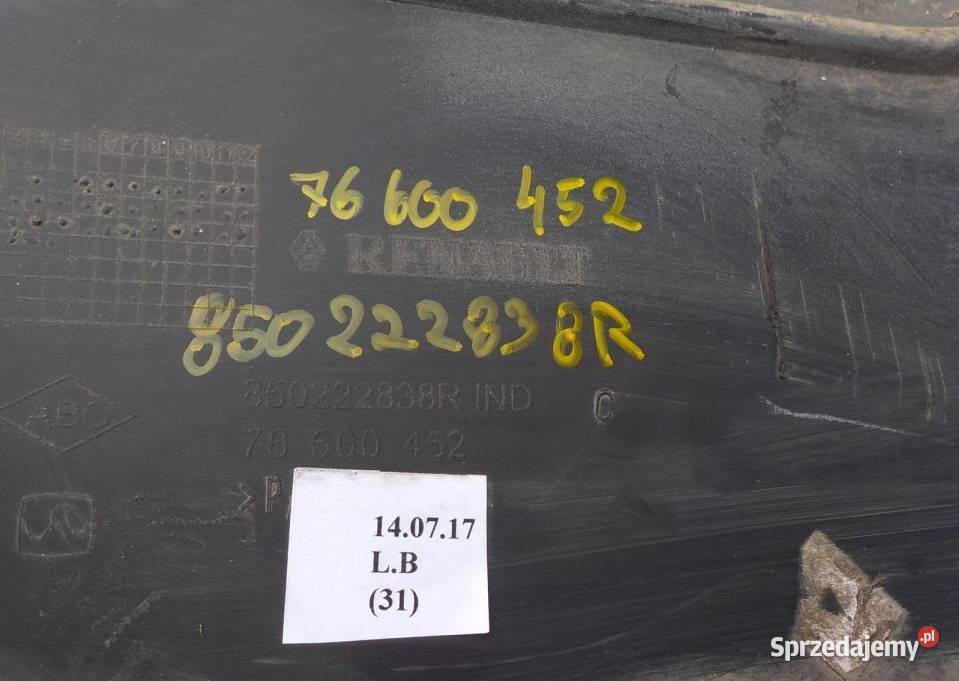 76 600 452
RENAULT
850222838R
850222838R IND
C
ABO
76 600 452
>P
14.07.17
L.B
(31)
Sprzedajemy.pl